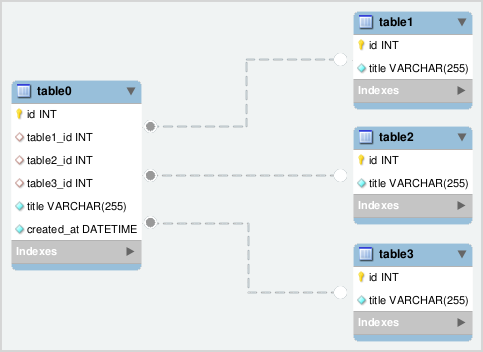 table0
id INT
table1_id INT
table2_id INT
table3_id INT
title VARCHAR(255)
created_at DATETIME
Indexes
table1
id INT
title VARCHAR(255)
Indexes
table2
id INT
title VARCHAR(255)
Indexes
table3
id INT
title VARCHAR(255)
Indexes